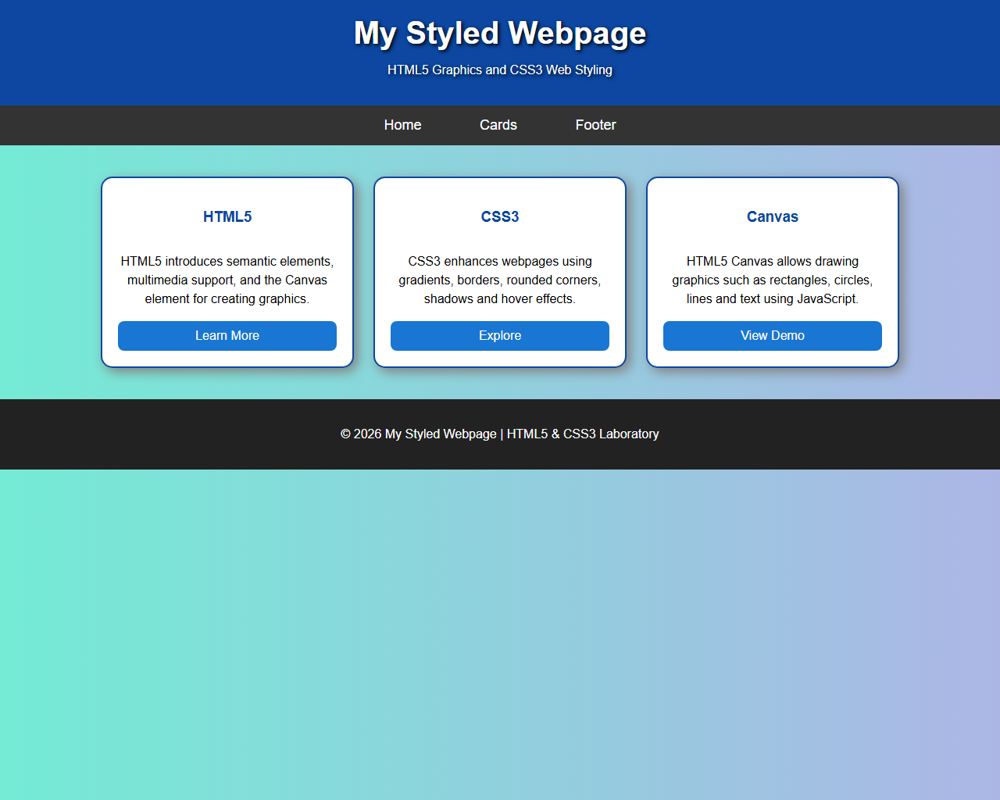 My Styled Webpage
HTML5 Graphics and CSS3 Web Styling
Home Cards Footer
HTML5
HTML5 introduces semantic elements,
multimedia support, and the Canvas
element for creating graphics.
Learn More
CSS3
CSS3 enhances webpages using
gradients, borders, rounded corners,
shadows and hover effects.
Explore
Canvas
HTML5 Canvas allows drawing
graphics such as rectangles, circles,
lines and text using JavaScript.
View Demo
© 2026 My Styled Webpage | HTML5 & CSS3 Laboratory